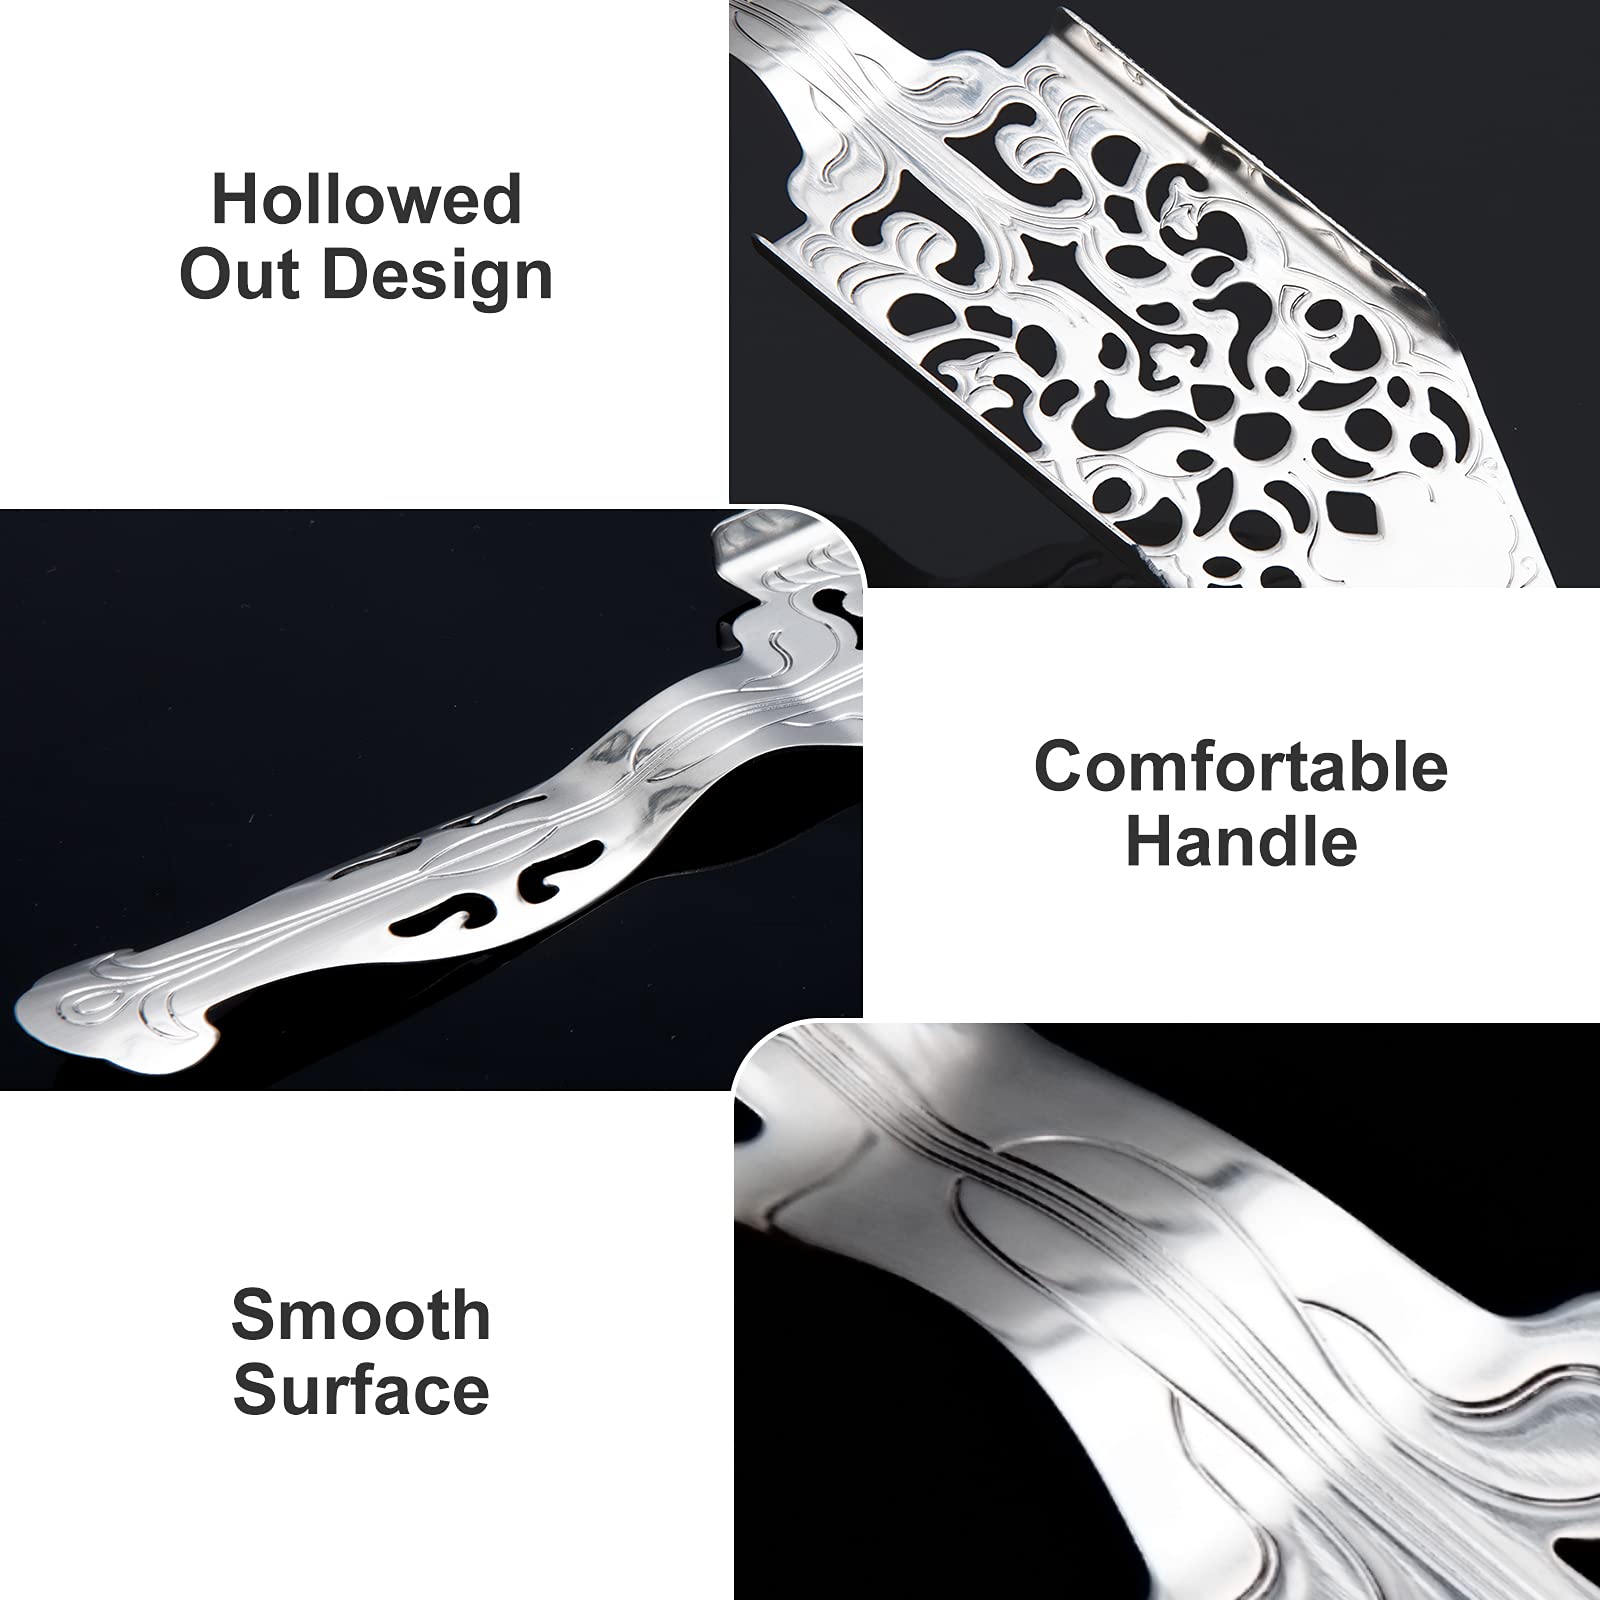 Hollowed
Out Design
Comfortable
Handle
Smooth
Surface